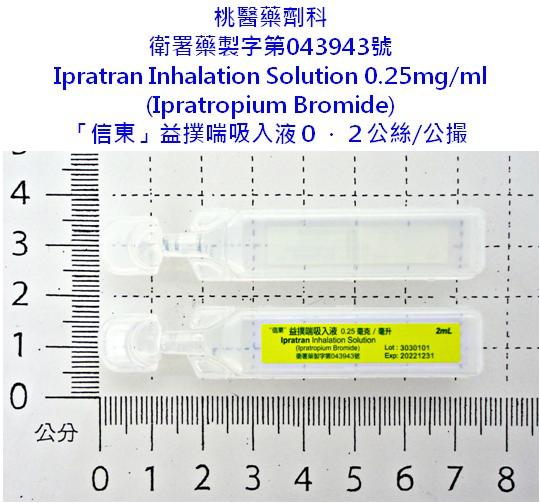 桃醫藥劑科
衛署藥製字第043943號
Ipratran Inhalation Solution 0.25mg/ml
(Ipratropium Bromide)
「信東」益撲喘吸入液０．２公絲/公撮
4
3
2
1
0
公分
"信東" 益撲喘吸入液 0.25 毫克 / 毫升 2mL
Ipratran Inhalation Solution
(Ipratropium Bromide) Lot : 3030101
衛署藥製字第043943號 Exp: 20221231
0 1 2 3 4 5 6 7 8